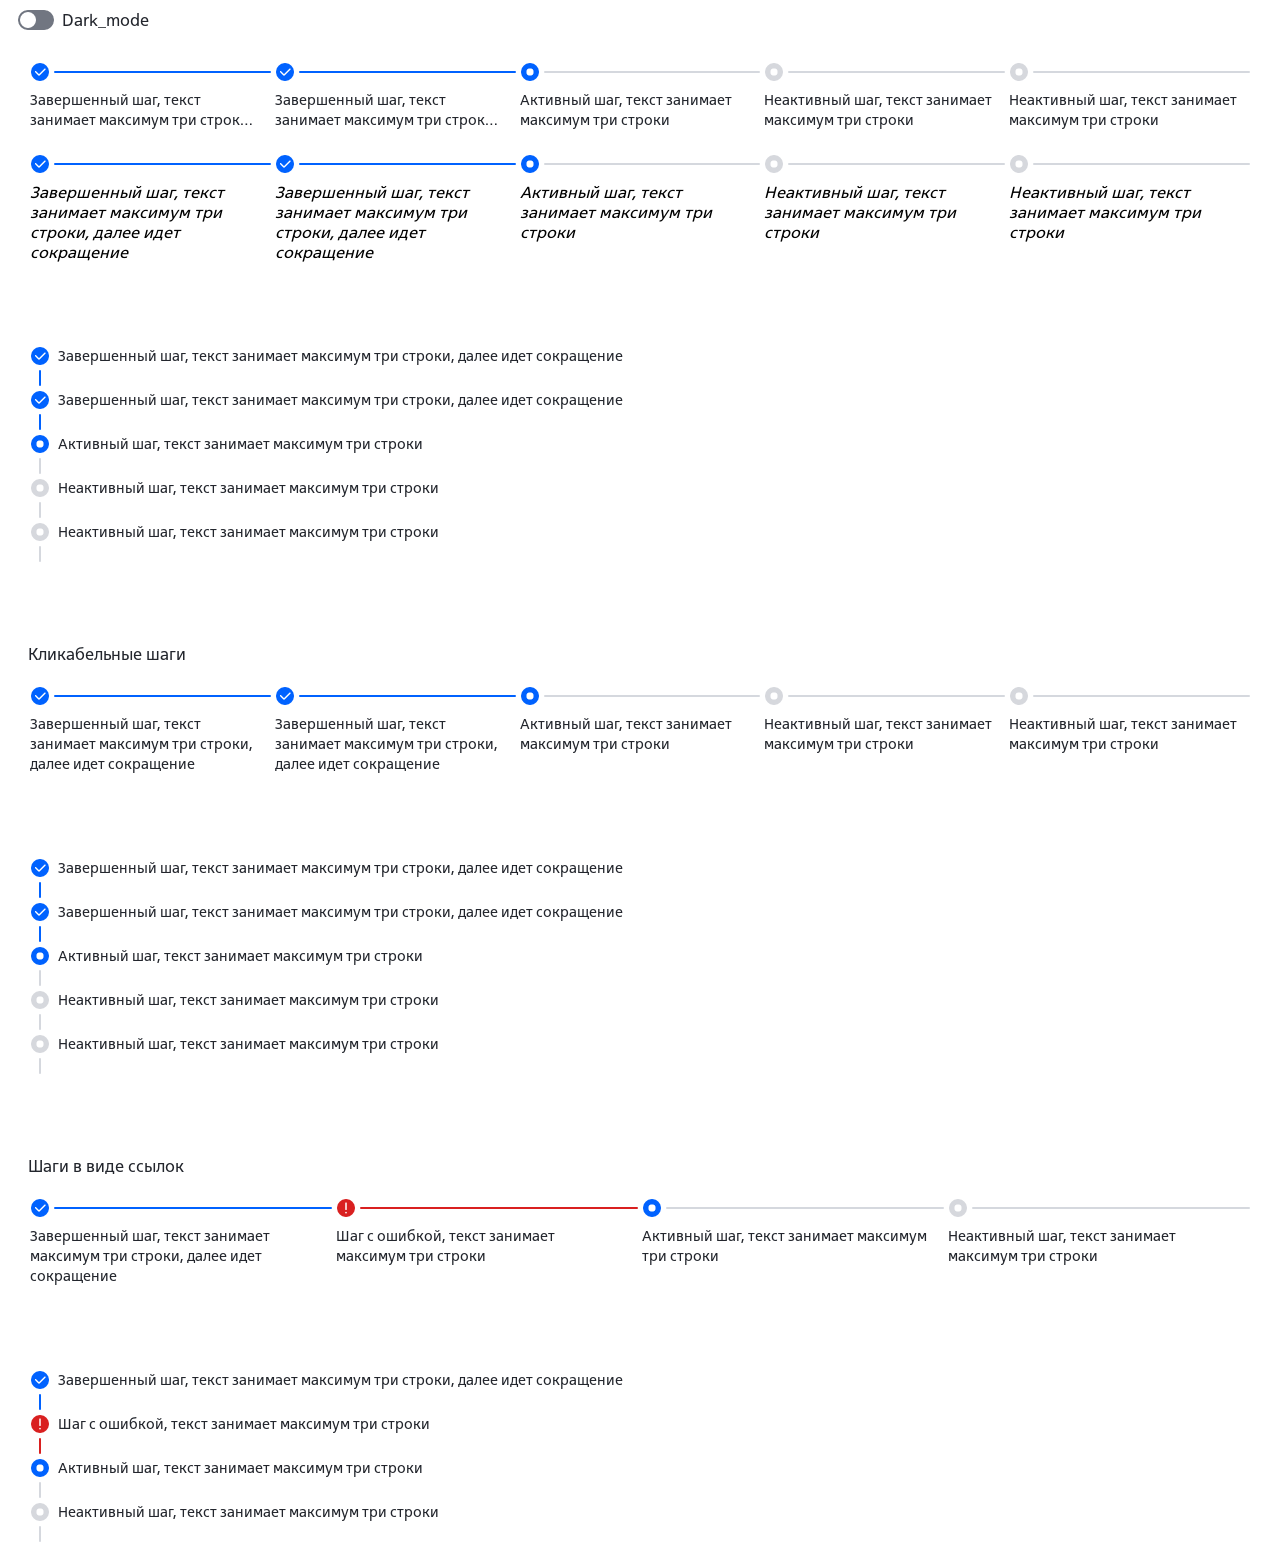 Dark_mode
Завершенный шаг, текст
занимает максимум три строк...
Завершенный шаг, текст
занимает максимум три строк...
Активный шаг, текст занимает
максимум три строки
Неактивный шаг, текст занимает
максимум три строки
Неактивный шаг, текст занимает
максимум три строки
Завершенный шаг, текст
занимает максимум три
строки, далее идет
сокращение
Завершенный шаг, текст
занимает максимум три
строки, далее идет
сокращение
Активный шаг, текст
занимает максимум три
строки
Неактивный шаг, текст
занимает максимум три
строки
Неактивный шаг, текст
занимает максимум три
строки
Завершенный шаг, текст занимает максимум три строки, далее идет сокращение
Завершенный шаг, текст занимает максимум три строки, далее идет сокращение
Активный шаг, текст занимает максимум три строки
Неактивный шаг, текст занимает максимум три строки
Неактивный шаг, текст занимает максимум три строки
Кликабельные шаги
Завершенный шаг, текст
занимает максимум три строки,
далее идет сокращение
Завершенный шаг, текст
занимает максимум три строки,
далее идет сокращение
Активный шаг, текст занимает
максимум три строки
Неактивный шаг, текст занимает
максимум три строки
Неактивный шаг, текст занимает
максимум три строки
Завершенный шаг, текст занимает максимум три строки, далее идет сокращение
Завершенный шаг, текст занимает максимум три строки, далее идет сокращение
Активный шаг, текст занимает максимум три строки
Неактивный шаг, текст занимает максимум три строки
Неактивный шаг, текст занимает максимум три строки
Шаги в виде ссылок
Завершенный шаг, текст занимает
максимум три строки, далее идет
сокращение
Шаг с ошибкой, текст занимает
максимум три строки
Активный шаг, текст занимает максимум
три строки
Неактивный шаг, текст занимает
максимум три строки
Завершенный шаг, текст занимает максимум три строки, далее идет сокращение
Шаг с ошибкой, текст занимает максимум три строки
Активный шаг, текст занимает максимум три строки
Неактивный шаг, текст занимает максимум три строки